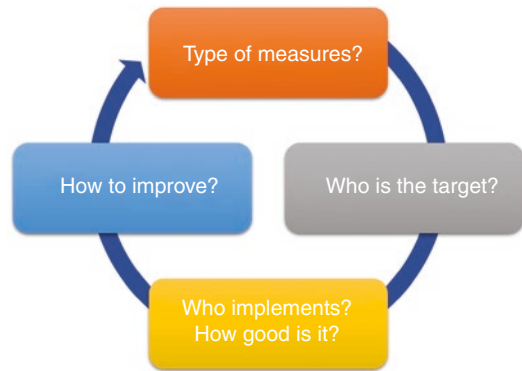 Type of measures?
Who is the target?
Who implements?
How good is it?
How to improve?